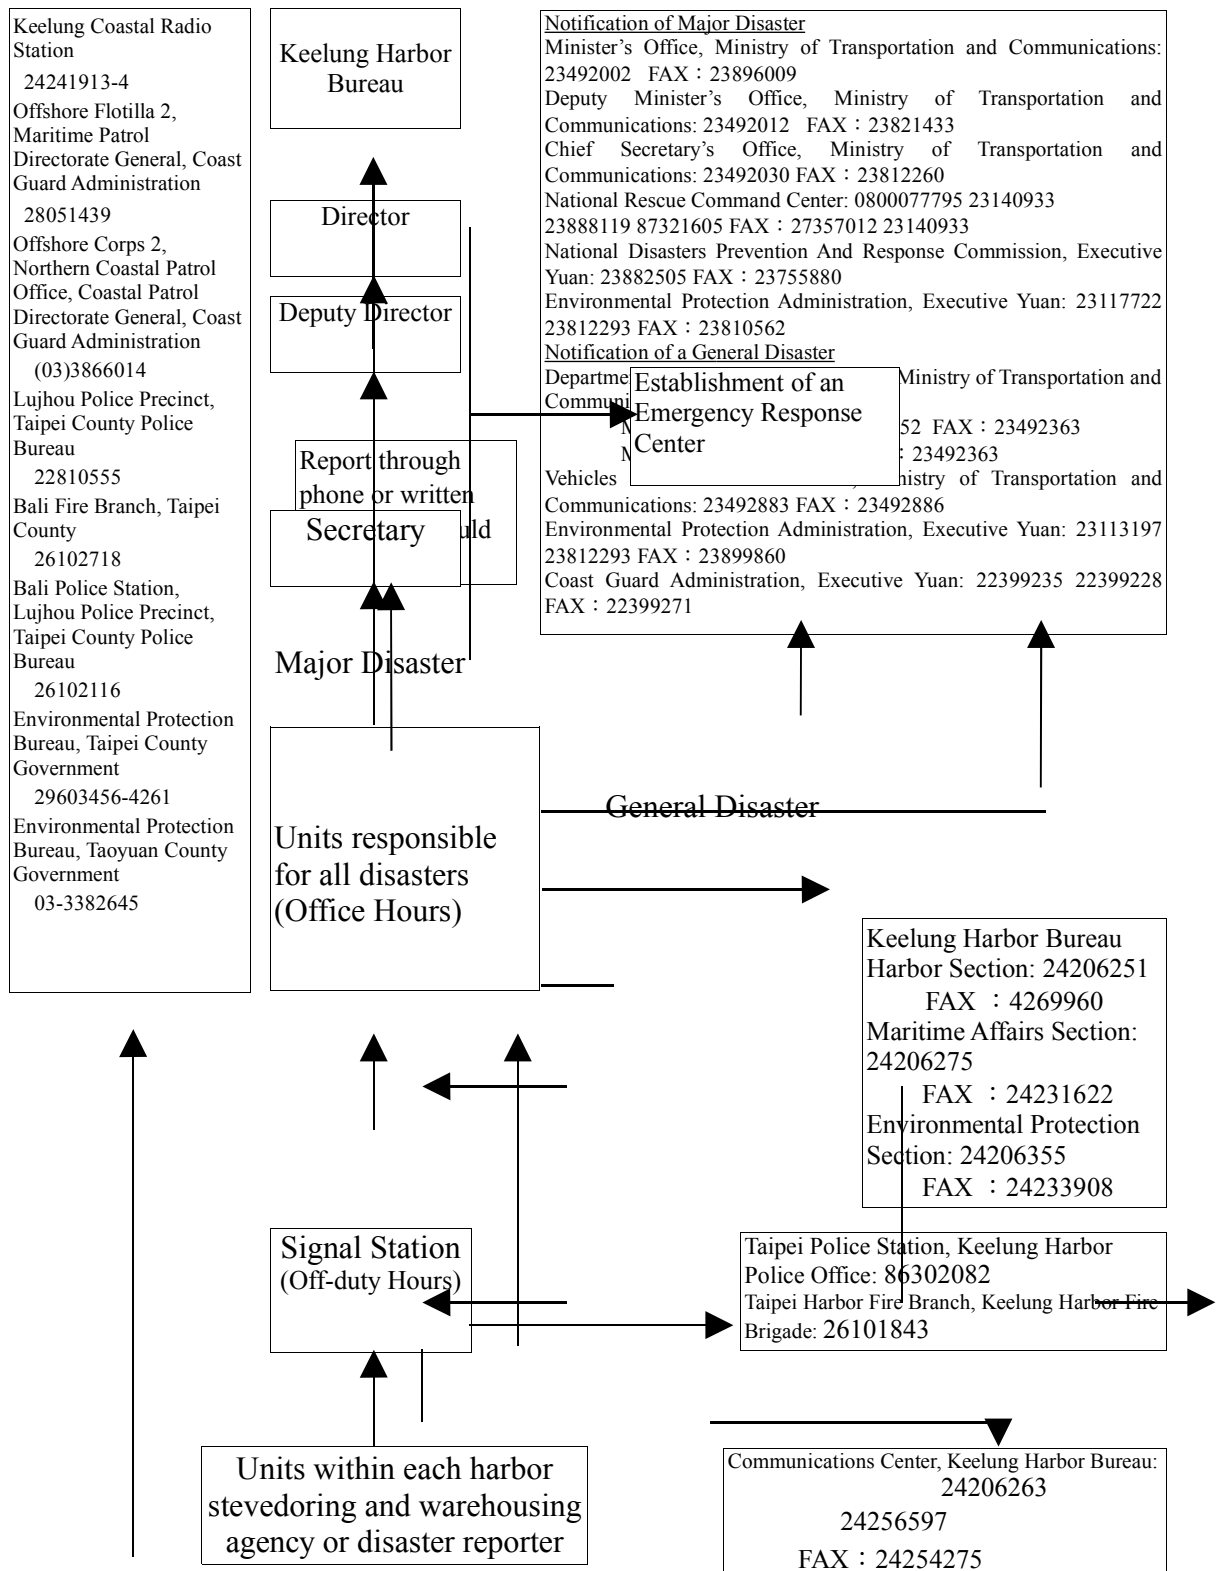 Keelung Coastal Radio
Station
24241913-4
Offshore Flotilla 2,
Maritime Patrol
Directorate General, Coast
Guard Administration
28051439
Offshore Corps 2,
Northern Coastal Patrol
Office, Coastal Patrol
Directorate General, Coast
Guard Administration
(03)3866014
Lujhou Police Precinct,
Taipei County Police
Bureau
22810555
Bali Fire Branch, Taipei
County
26102718
Bali Police Station,
Lujhou Police Precinct,
Taipei County Police
Bureau
26102116
Environmental Protection
Bureau, Taipei County
Government
29603456-4261
Environmental Protection
Bureau, Taoyuan County
Government
03-3382645
Keelung Harbor
Bureau
Director
Deputy Director
Report through
phone or written
Secretary
Major Disaster
Units responsible
for all disasters
(Office Hours)
Signal Station
(Off-duty Hours)
Units within each harbor
stevedoring and warehousing
agency or disaster reporter
Notification of Major Disaster
Minister’s Office, Ministry of Transportation and Communications:
23492002 FAX：23896009
Deputy Minister’s Office, Ministry of Transportation and
Communications: 23492012 FAX：23821433
Chief Secretary’s Office, Ministry of Transportation and
Communications: 23492030 FAX：23812260
National Rescue Command Center: 0800077795 23140933
23888119 87321605 FAX：27357012 23140933
National Disasters Prevention And Response Commission, Executive
Yuan: 23882505 FAX：23755880
Environmental Protection Administration, Executive Yuan: 23117722
23812293 FAX：23810562
Notification of a General Disaster
Ministry of Transportation and
52 FAX：23492363
：23492363
Vehicles
of Transportation and
Communications: 23492883 FAX：23492886
Environmental Protection Administration, Executive Yuan: 23113197
23812293 FAX：23899860
Coast Guard Administration, Executive Yuan: 22399235 22399228
FAX：22399271
Establishment of an
Emergency Response
Center
General Disaster
Keelung Harbor Bureau
Harbor Section: 24206251
FAX ：4269960
Maritime Affairs Section:
24206275
FAX ：24231622
Environmental Protection
Section: 24206355
FAX ：24233908
Taipei Police Station, Keelung Harbor
Police Office: 86302082
Taipei Harbor Fire Branch, Keelung Harbor Fire
Brigade: 26101843
Communications Center, Keelung Harbor Bureau:
24206263
24256597
FAX：24254275